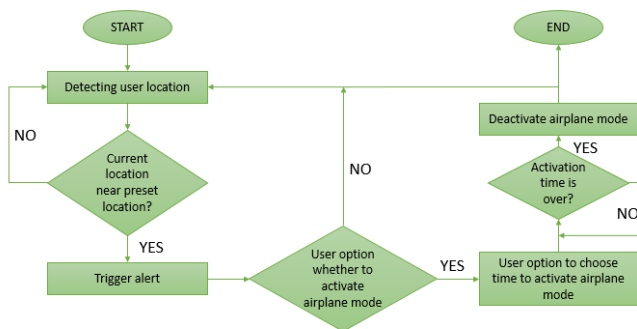 START
Detecting user location
NO
Current
location
near preset
location?
YES
Trigger alert
User option
whether to
activate
airplane mode
NO
YES
User option to choose
time to activate airplane
mode
Activation
time is
over?
NO
YES
Deactivate airplane mode
END